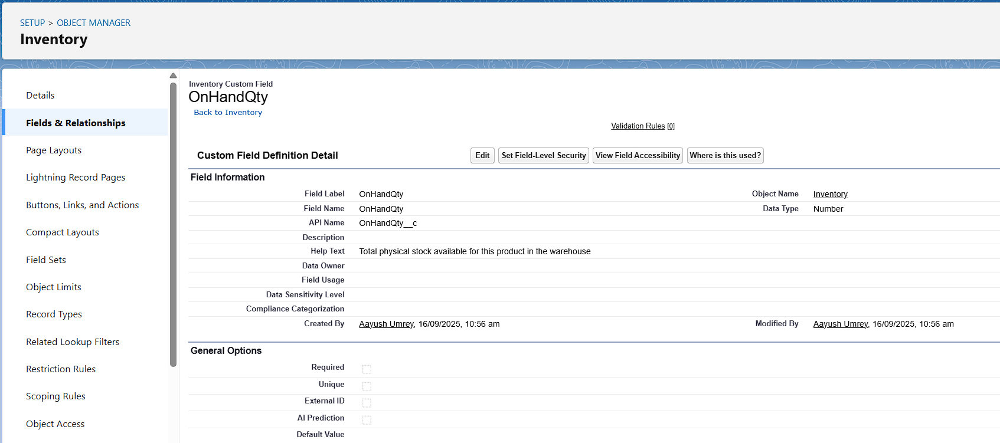 SETUP > OBJECT MANAGER
Inventory
Details
Fields & Relationships
Page Layouts
Lightning Record Pages
Buttons, Links, and Actions
Compact Layouts
Field Sets
Object Limits
Record Types
Related Lookup Filters
Restriction Rules
Scoping Rules
Object Access
Inventory Custom Field
OnHandQty
Back to Inventory
Validation Rules [0]
Custom Field Definition Detail Edit Set Field-Level Security View Field Accessibility Where is this used?
Field Information
Field Label OnHandQty Object Name Inventory
Field Name OnHandQty Data Type Number
API Name OnHandQty__c
Description
Help Text Total physical stock available for this product in the warehouse
Data Owner
Field Usage
Data Sensitivity Level
Compliance Categorization
Created By Aayush Umrey, 16/09/2025, 10:56 am Modified By Aayush Umrey, 16/09/2025, 10:56 am
General Options
Required
Unique
External ID
AI Prediction
Default Value